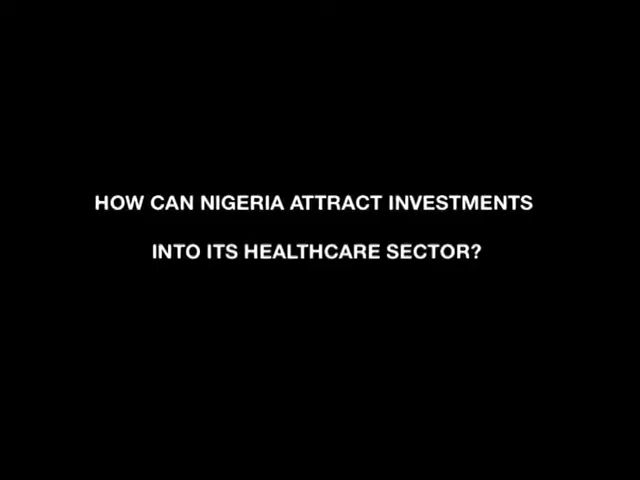 HOW CAN NIGERIA ATTRACT INVESTMENTS
INTO ITS HEALTHCARE SECTOR?